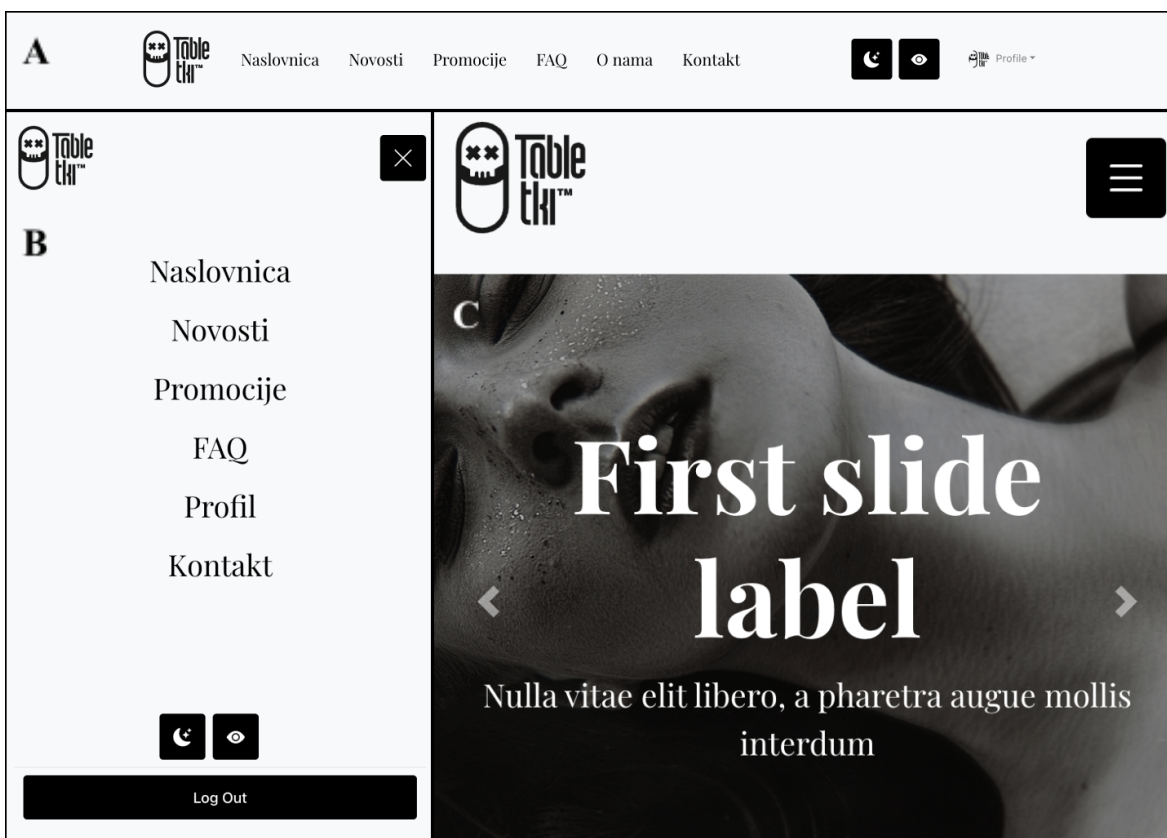 A
Table
tki™
Naslovnica Novosti Promocije FAQ O nama Kontakt
Profile
Table
tki™
B
Naslovnica
Novosti
Promocije
FAQ
Profil
Kontakt
Log Out
Table
tki™
C
First slide
label
Nulla vitae elit libero, a pharetra augue mollis
interdum